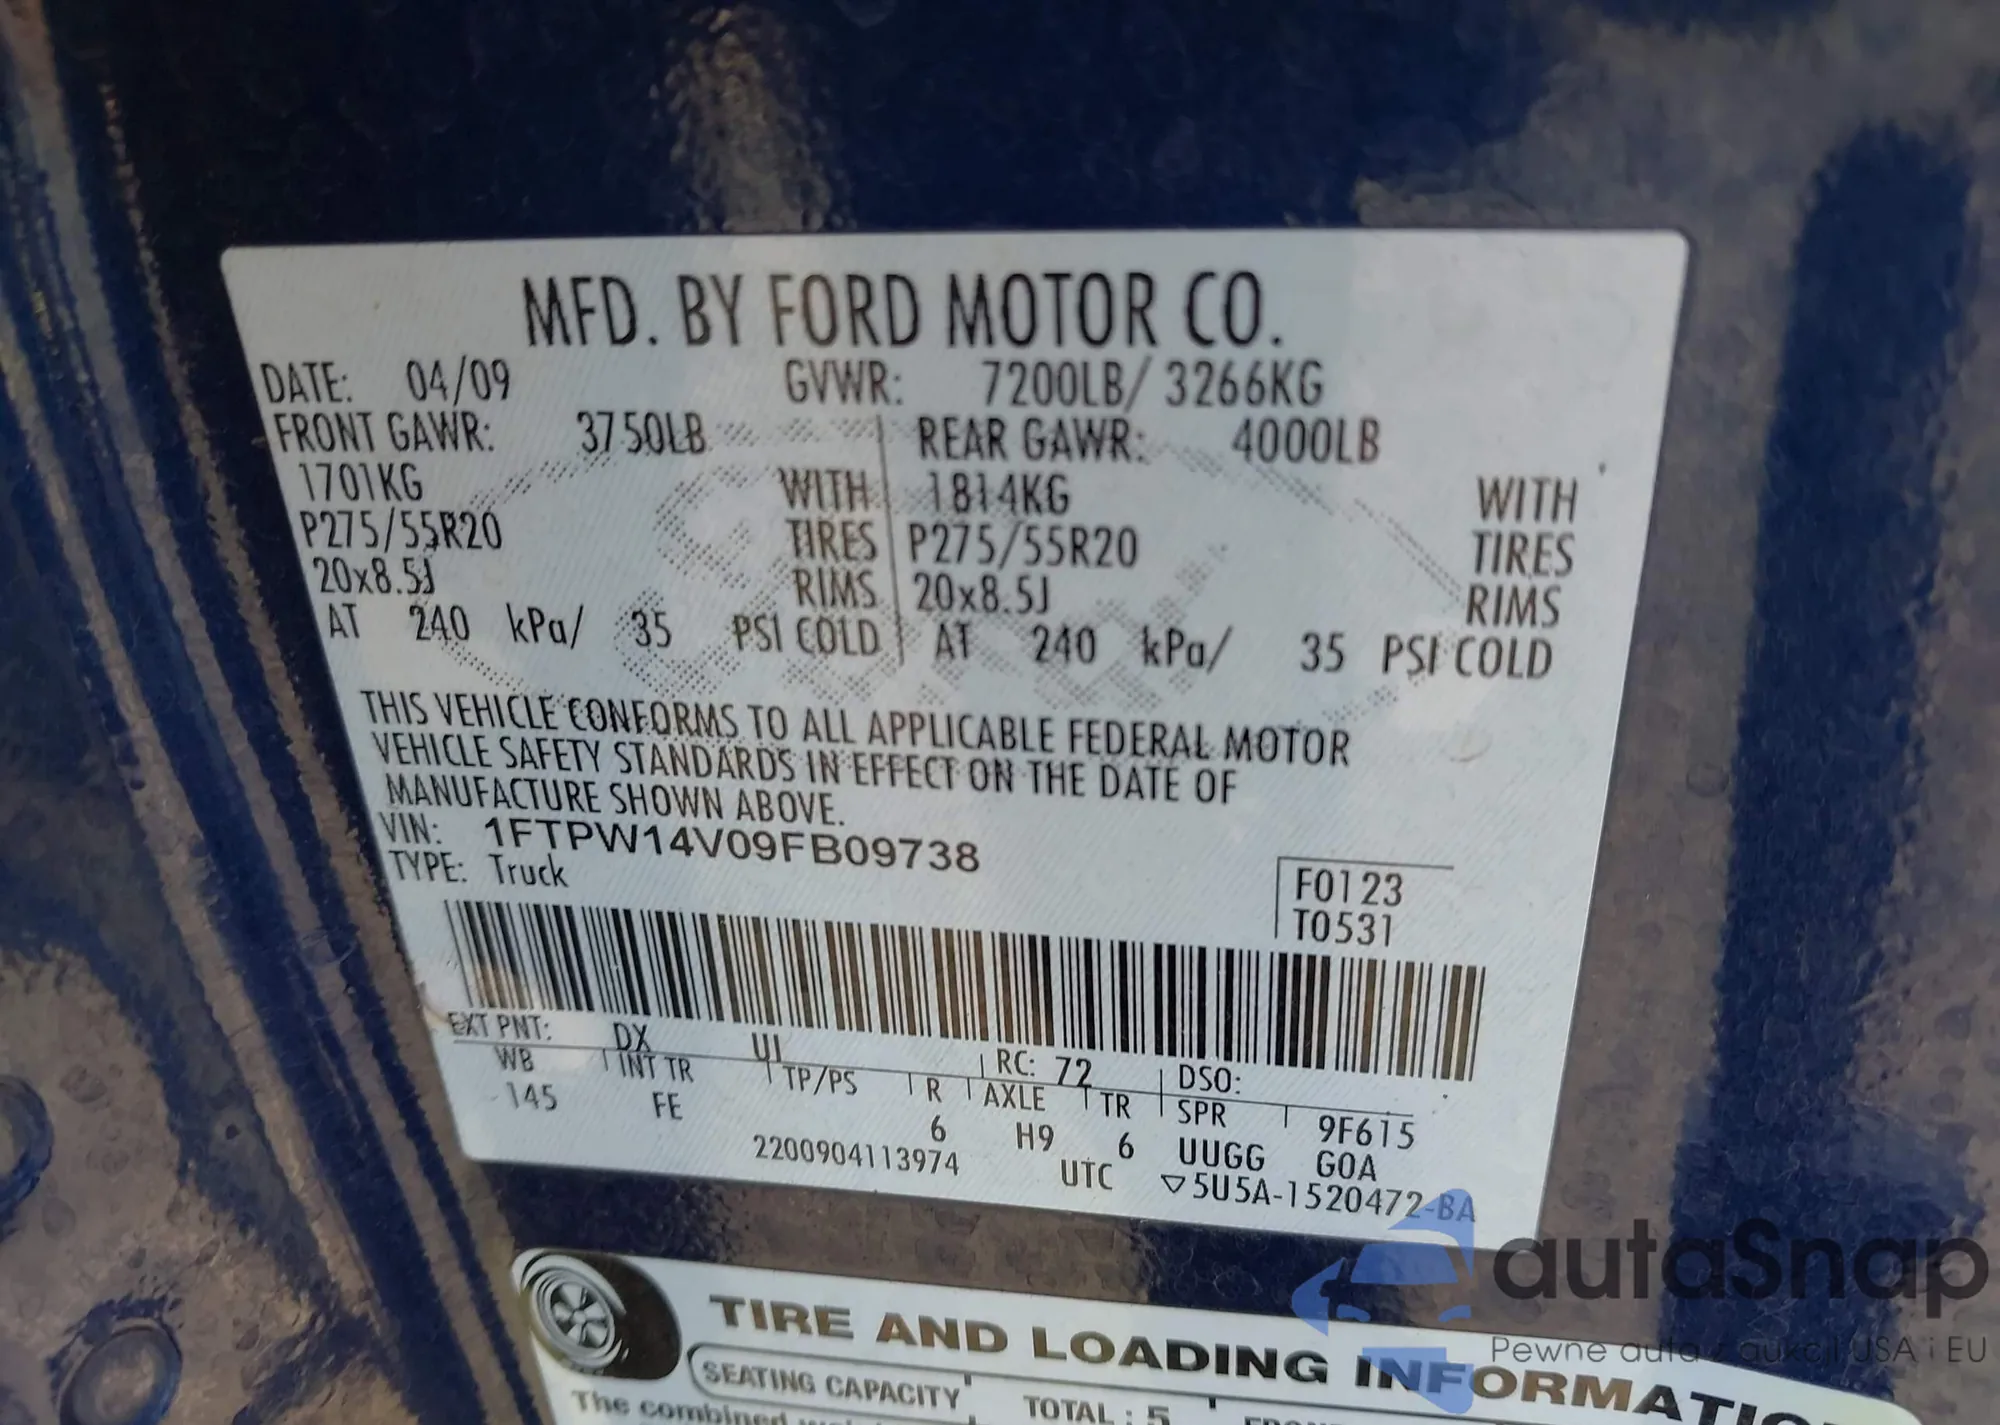 MFD. BY FORD MOTOR CO.
DATE: 04/09 GVWR: 7200LB/ 3266KG
FRONT GAWR: 3750LB REAR GAWR: 4000LB
1701KG WITH 1814KG WITH
P275/55R20 TIRES P275/55R20 TIRES
20x8.5J RIMS 20x8.5J RIMS
AT 240 kPa/ 35 PSI COLD AT 240 kPa/ 35 PSI COLD
THIS VEHICLE CONFORMS TO ALL APPLICABLE FEDERAL MOTOR
VEHICLE SAFETY STANDARDS IN EFFECT ON THE DATE OF
MANUFACTURE SHOWN ABOVE.
VIN: 1FTPW14V09FB09738
TYPE: Truck
F0123
T0531
EXT PNT: DX UI RC: 72 DSO:
WB INT TR TP/PS R AXLE TR SPR 9F615
145 FE 6 H9 6 UUGG G0A
2200904113974 UTC ▽5U5A-1520472-BA
TIRE AND LOADING INFORMATIO
SEATING CAPACITY TOTAL : 5
The combined
autaSnap
Pewne auta z aukcji USA i EU